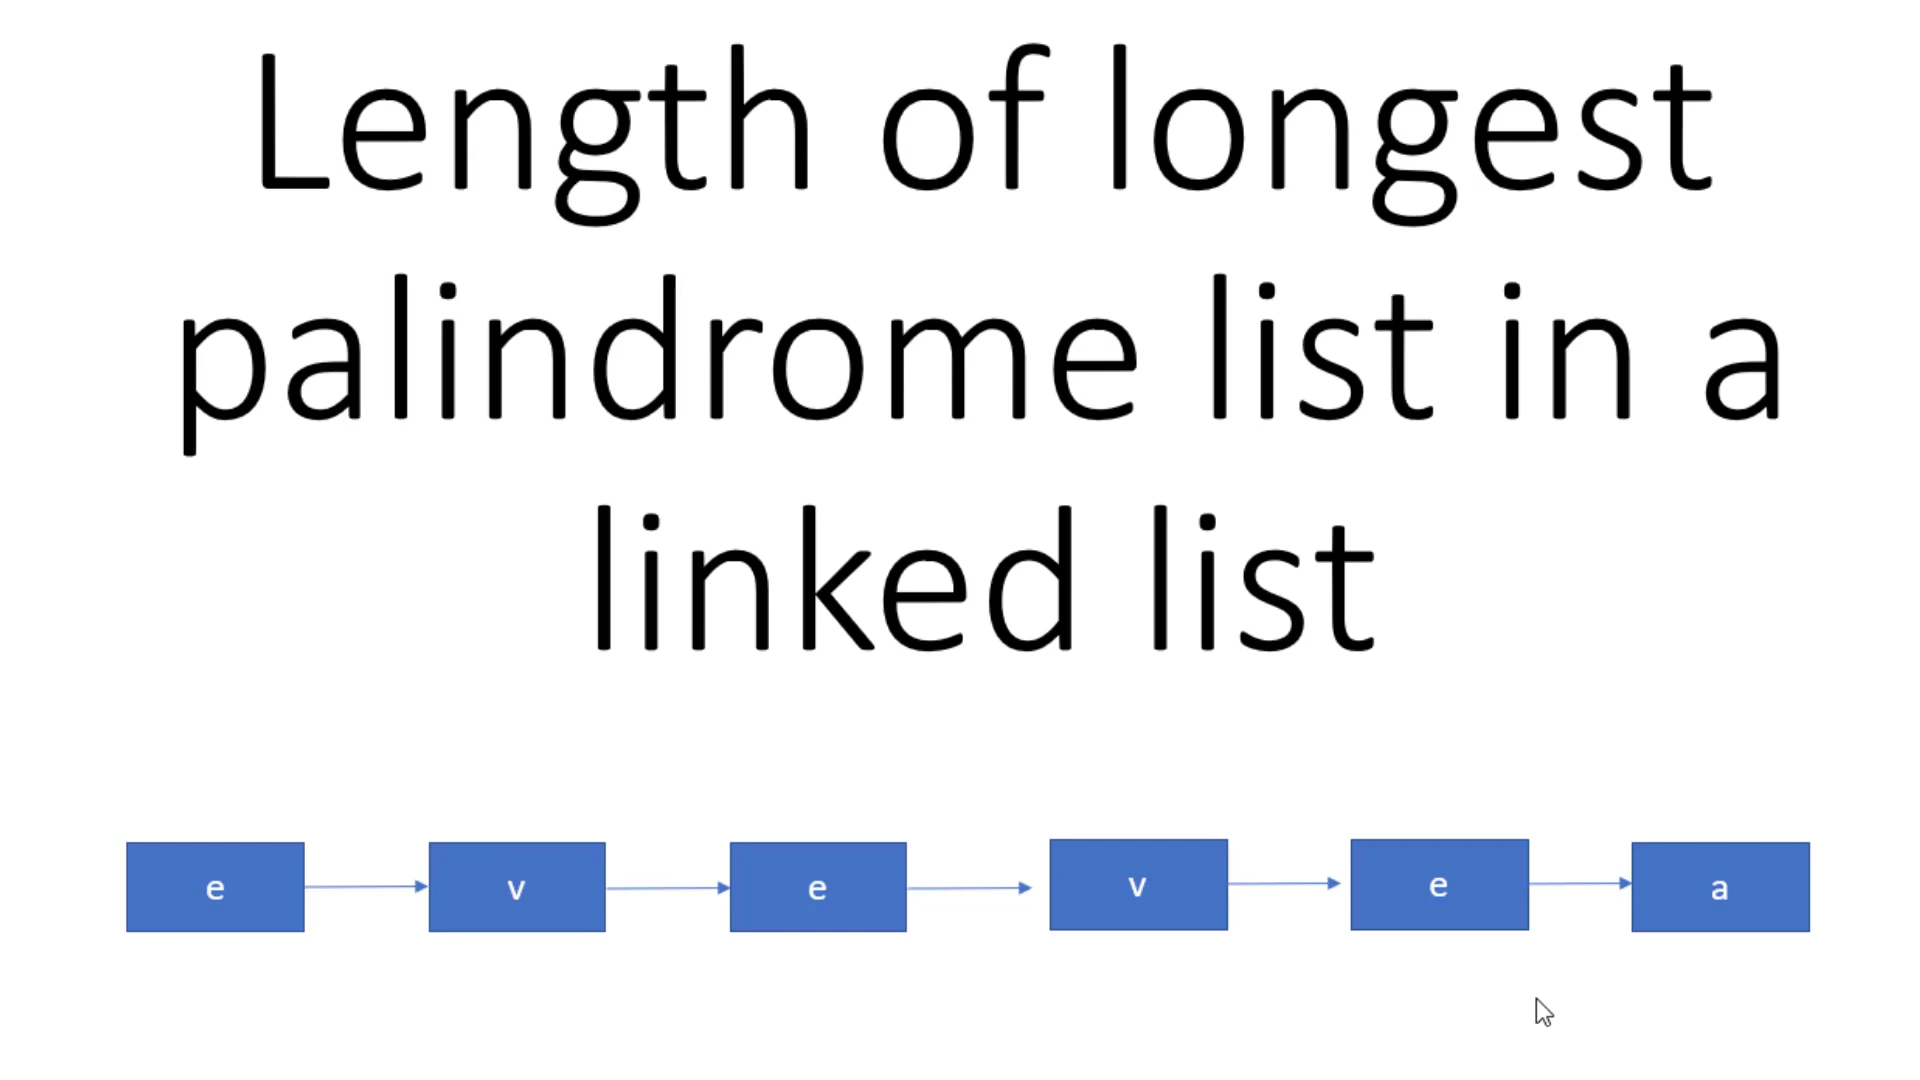 Length of longest
palindrome list in a
linked list
e v e v e a